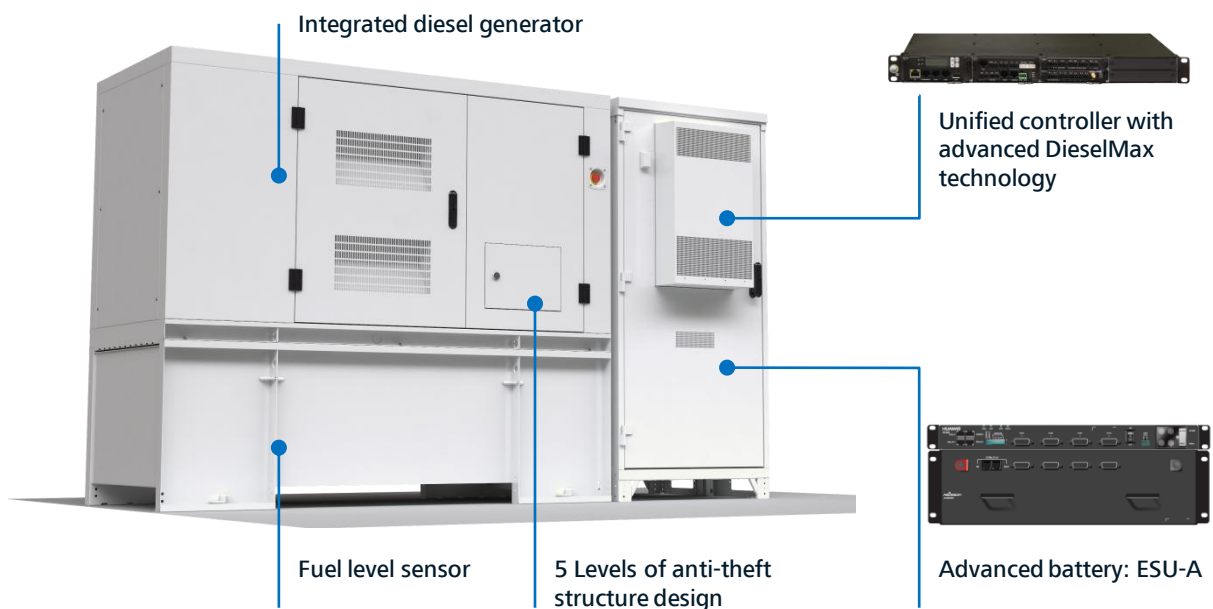 Integrated diesel generator
Unified controller with
advanced DieselMax
technology
HUAWEI
Fuel level sensor
5 Levels of anti-theft
structure design
Advanced battery: ESU-A